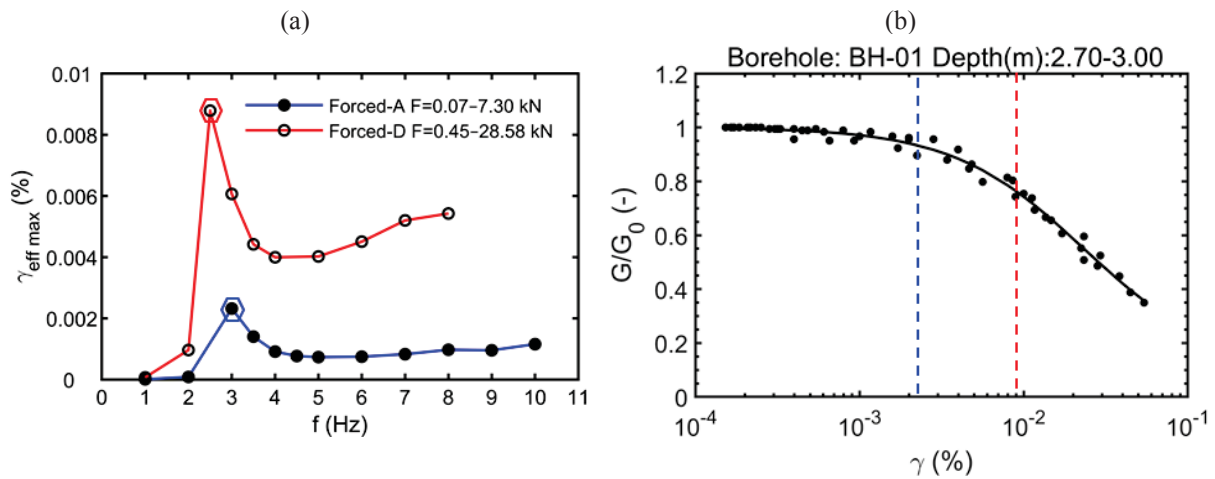 (a)
0.01
0.008
0.006
0.004
0.002
0
γeff max (%)
Forced-A F=0.07–7.30 kN
Forced-D F=0.45–28.58 kN
0 1 2 3 4 5 6 7 8 9 10 11
f (Hz)
(b)
Borehole: BH-01 Depth(m):2.70-3.00
1.2
1
0.8
0.6
0.4
0.2
0
G/G0 (-)
10-4 10-3 10-2 10-1
γ (%)